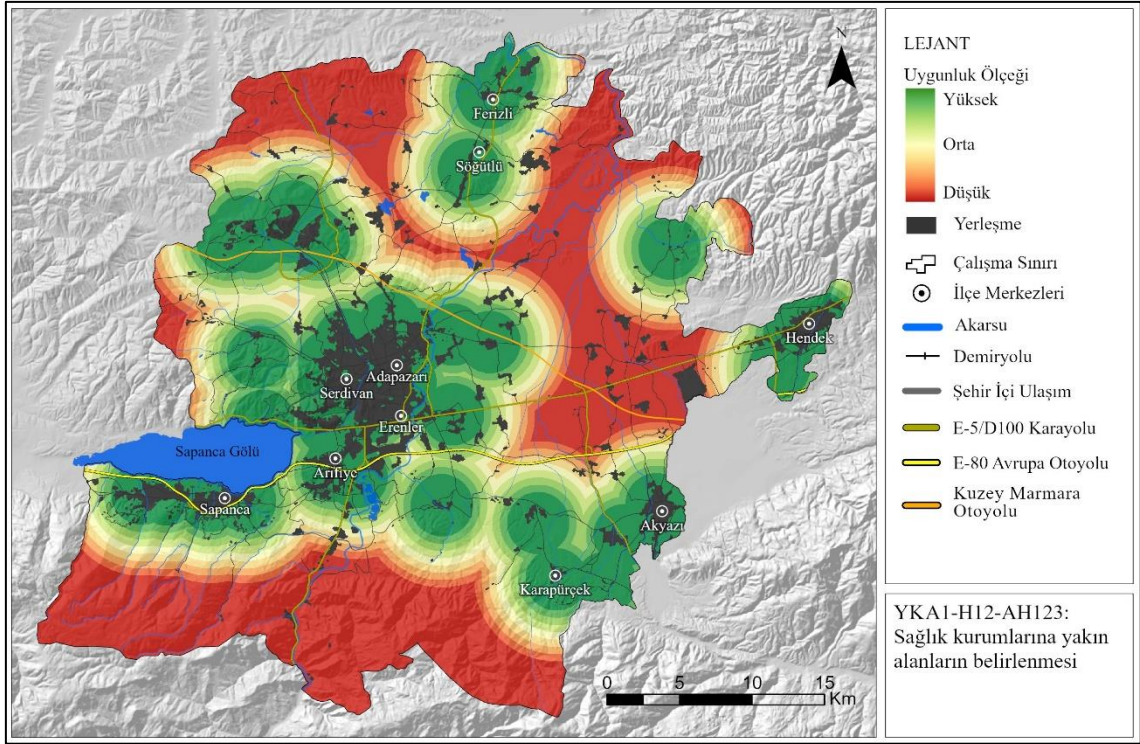 N
Ferizli
Söğütlü
Hendek
Adapazarı
Serdivan
Erenler
Sapanca Gölü
Arifiye
Sapanca
Akyazı
Karapürçek
0 5 10 15
Km
LEJANT
Uygunluk Ölçeği
Yüksek
Orta
Düşük
Yerleşme
Çalışma Sınırı
İlçe Merkezleri
Akarsu
Demiryolu
Şehir İçi Ulaşım
E-5/D100 Karayolu
E-80 Avrupa Otoyolu
Kuzey Marmara
Otoyolu
YKA1-H12-AH123:
Sağlık kurumlarına yakın
alanların belirlenmesi